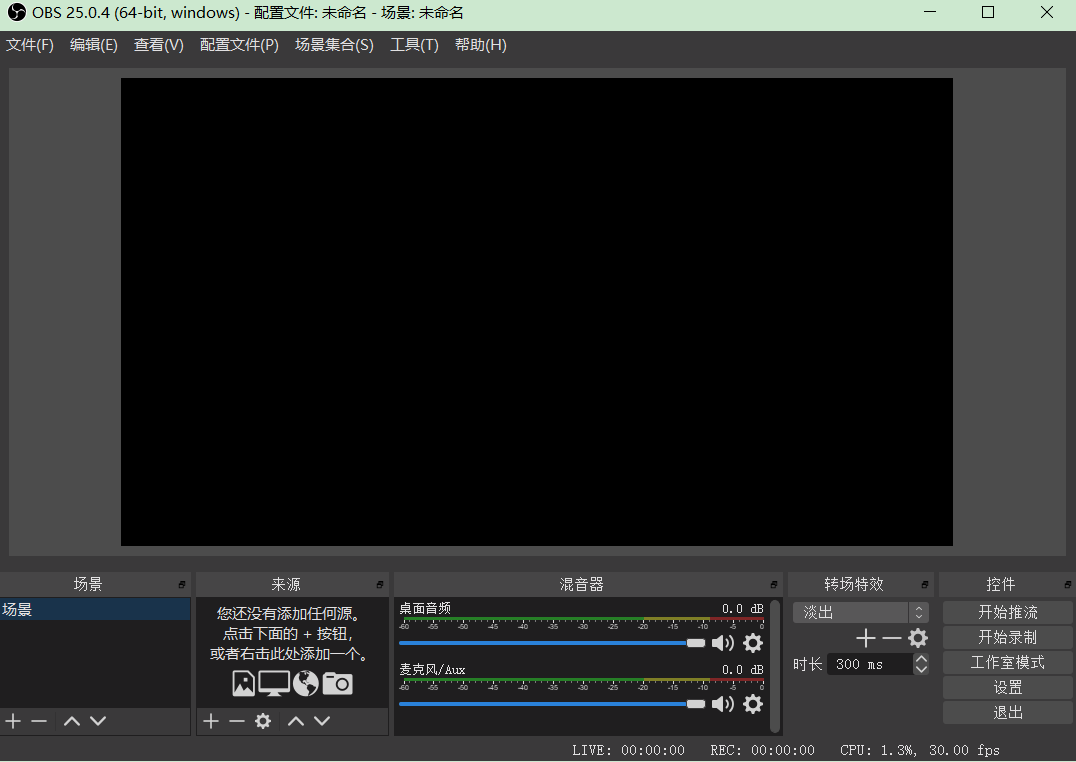 OBS 25.0.4 (64-bit, windows) - 配置文件: 未命名 - 场景: 未命名
文件(F) 编辑(E) 查看(V) 配置文件(P) 场景集合(S) 工具(T) 帮助(H)
场景 来源 混音器 转场特效 控件
场景
您还没有添加任何源。
点击下面的 + 按钮，
或者右击此处添加一个。
桌面音频 0.0 dB
-60 -55 -50 -45 -40 -35 -30 -25 -20 -15 -10 -5 0
麦克风/Aux 0.0 dB
-60 -55 -50 -45 -40 -35 -30 -25 -20 -15 -10 -5 0
淡出
时长 300 ms
开始推流
开始录制
工作室模式
设置
退出
LIVE: 00:00:00 REC: 00:00:00 CPU: 1.3%, 30.00 fps